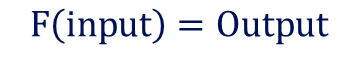 F(input) = Output